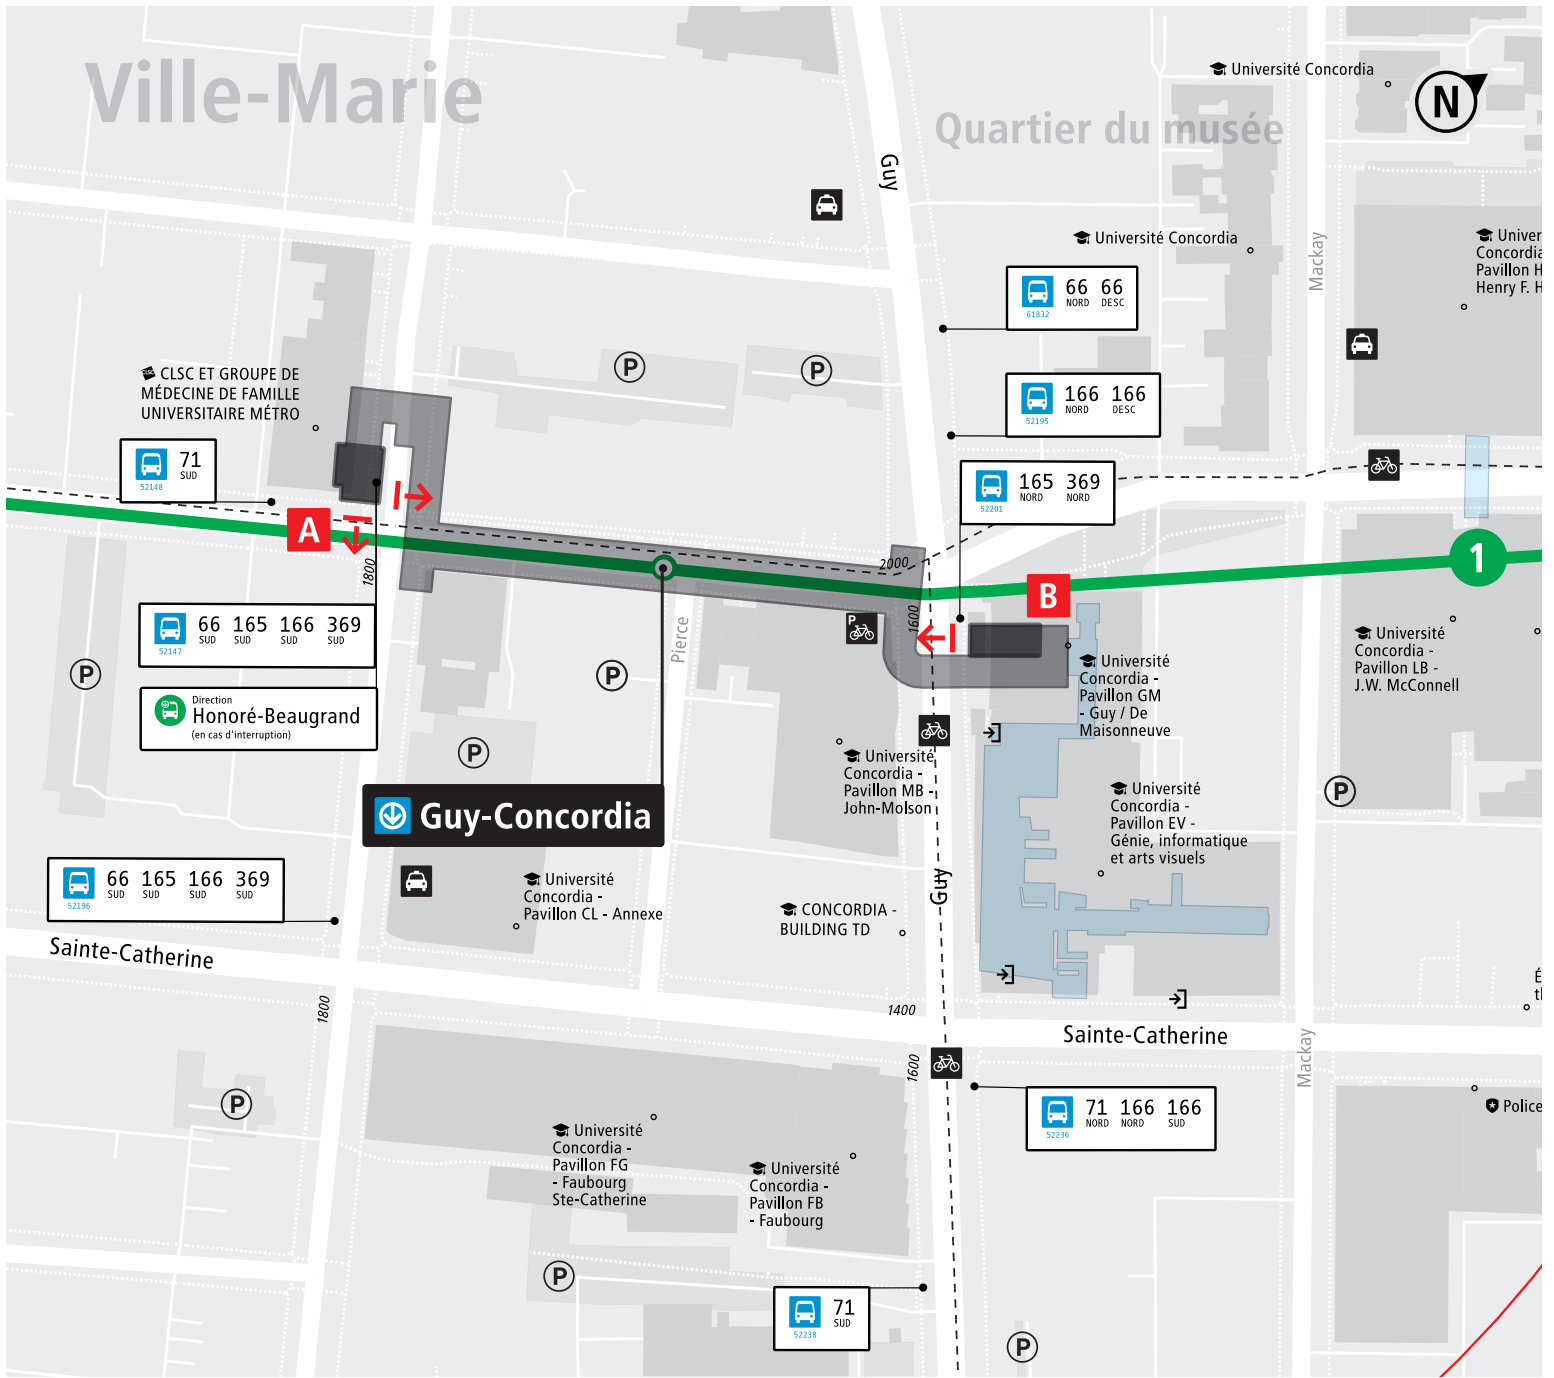 Ville-Marie
Université Concordia
N
Quartier du musée
Guy
Université Concordia
Mackay
Concordia
Pavillon H
Henry F. H
66 66
NORD DESC
61832
166 166
NORD DESC
52195
165 369
NORD NORD
52201
P
P
CLSC ET GROUPE DE
MÉDECINE DE FAMILLE
UNIVERSITAIRE MÉTRO
71
SUD
52148
A
1800
2000
1
B
1600
P
66 165 166 369
SUD SUD SUD SUD
52147
Pierce
Université
Concordia -
Pavillon LB -
J.W. McConnell
P
P
Direction
Honoré-Beaugrand
(en cas d'interruption)
Université
Concordia -
Pavillon GM
- Guy / De
Maisonneuve
P
Université
Concordia -
Pavillon MB -
John-Molson
Guy-Concordia
Université
Concordia -
Pavillon EV -
Génie, informatique
et arts visuels
P
66 165 166 369
SUD SUD SUD SUD
52196
Université
Concordia -
Pavillon CL - Annexe
Guy
CONCORDIA -
BUILDING TD
Sainte-Catherine
1800
1400
Sainte-Catherine
Mackay
1600
P
71 166 166
NORD NORD SUD
52236
Police
Université
Concordia -
Pavillon FG
- Faubourg
Ste-Catherine
Université
Concordia -
Pavillon FB
- Faubourg
P
71
SUD
52238
P